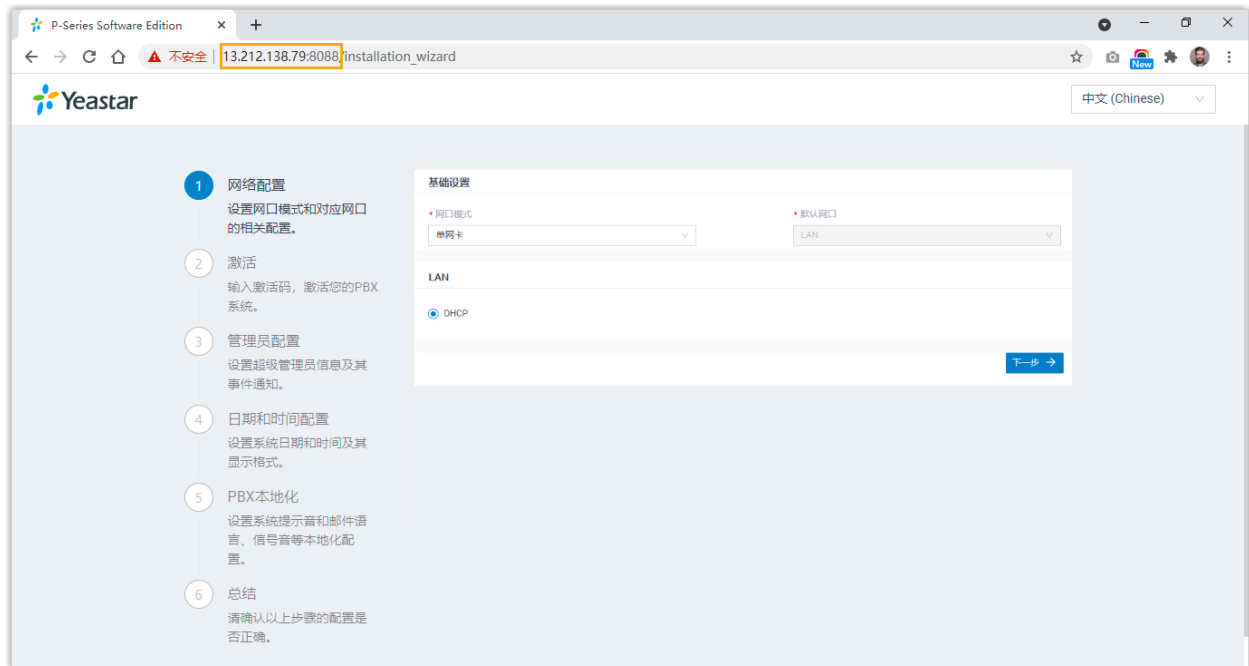 P-Series Software Edition
不安全 | 13.212.138.79:8088/installation_wizard
New
Yeastar
中文 (Chinese)
1
网络配置
设置网口模式和对应网口
的相关配置。
2
激活
输入激活码，激活您的PBX
系统。
3
管理员配置
设置超级管理员信息及其
事件通知。
4
日期和时间配置
设置系统日期和时间及其
显示格式。
5
PBX本地化
设置系统提示音和邮件语
言、信号音等本地化配
置。
6
总结
请确认以上步骤的配置是
否正确。
基础设置
* 网口模式
* 默认网口
单网卡
LAN
LAN
DHCP
下一步